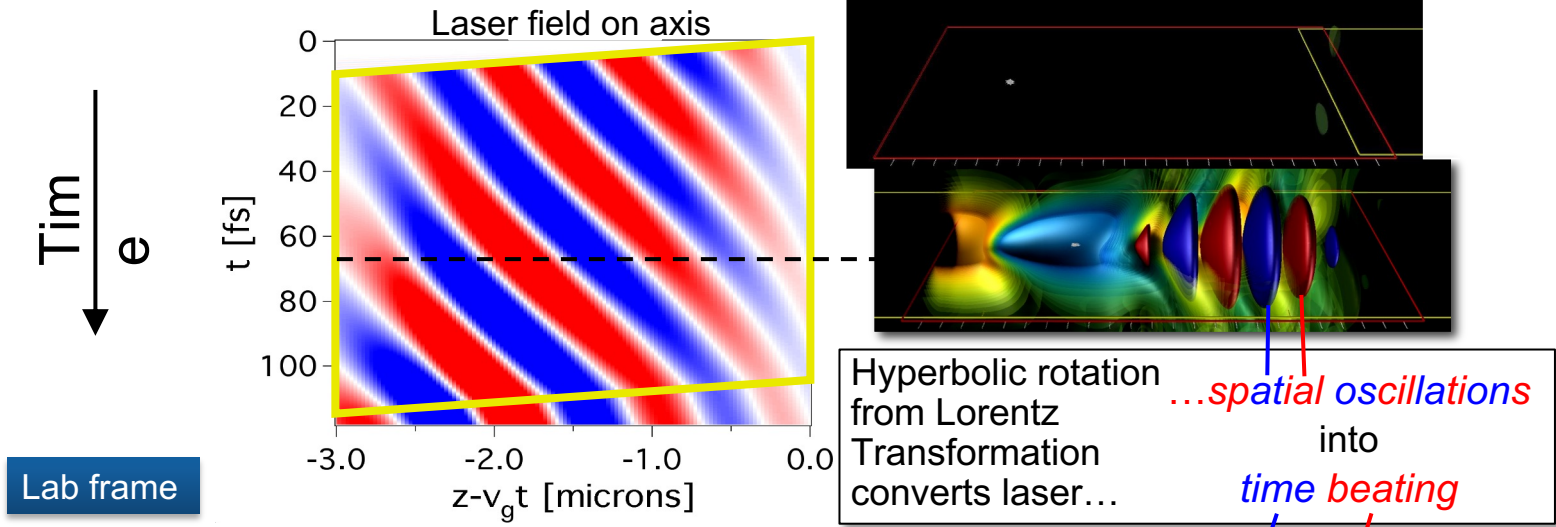 Laser field on axis
0
20
40
60
80
100
t [fs]
-3.0 -2.0 -1.0 0.0
z-vgt [microns]
Tim
e
Lab frame
Hyperbolic rotation
from Lorentz
Transformation
converts laser…
…spatial oscillations
into
time beating